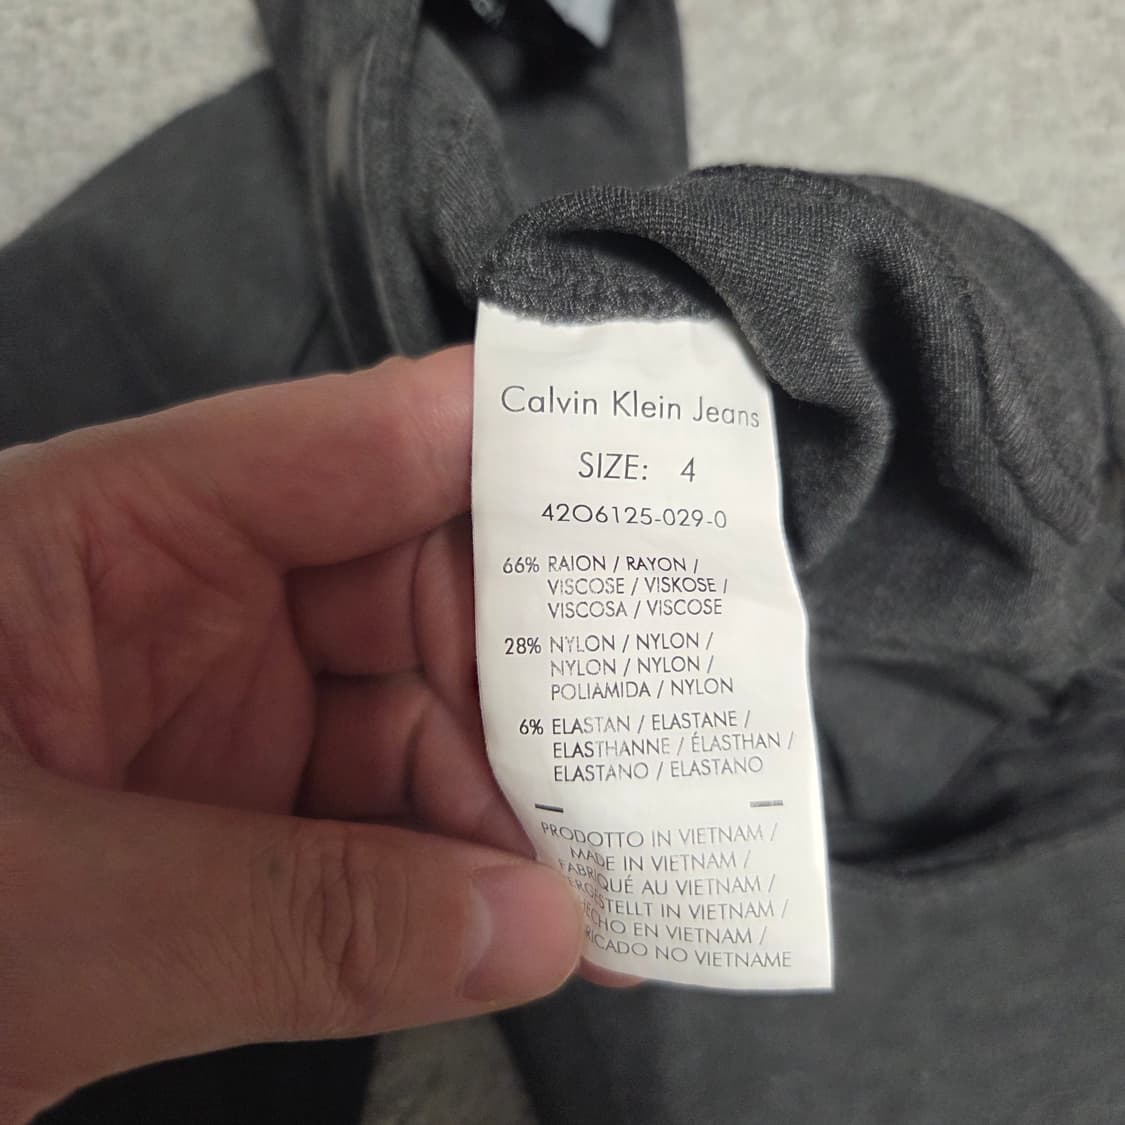 Calvin Klein Jeans
SIZE: 4
42O6125-029-0
66% RAION / RAYON /
VISCOSE / VISKOSE /
VISCOSA / VISCOSE
28% NYLON / NYLON /
NYLON / NYLON /
POLIAMIDA / NYLON
6% ELASTAN / ELASTANE /
ELASTHANNE / ÉLASTHAN /
ELASTANO / ELASTANO
PRODOTTO IN VIETNAM /
MADE IN VIETNAM /
FABRIQUÉ AU VIETNAM /
ERGESTELLT IN VIETNAM /
HECHO EN VIETNAM /
RICADO NO VIETNAME